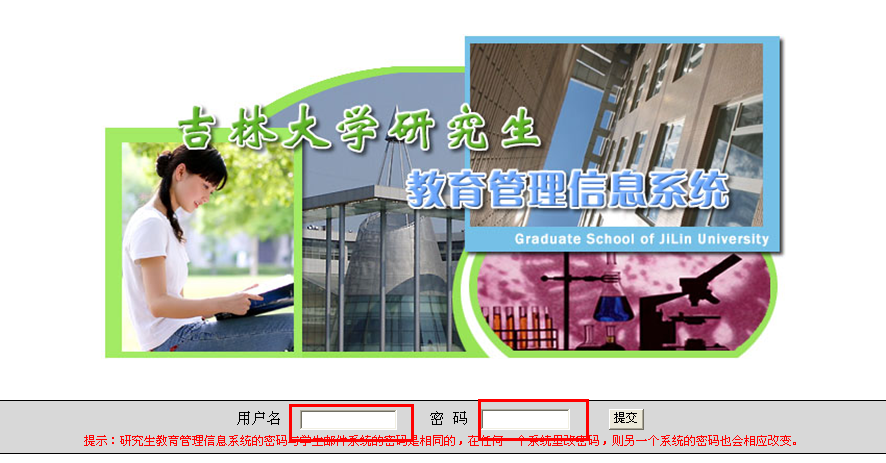 吉林大学研究生
教育管理信息系统
Graduate School of JiLin University
用户名 密 码 提交
提示：研究生教育管理信息系统的密码与学生邮件系统的密码是相同的，在任何一个系统里改密码，则另一个系统的密码也会相应改变。